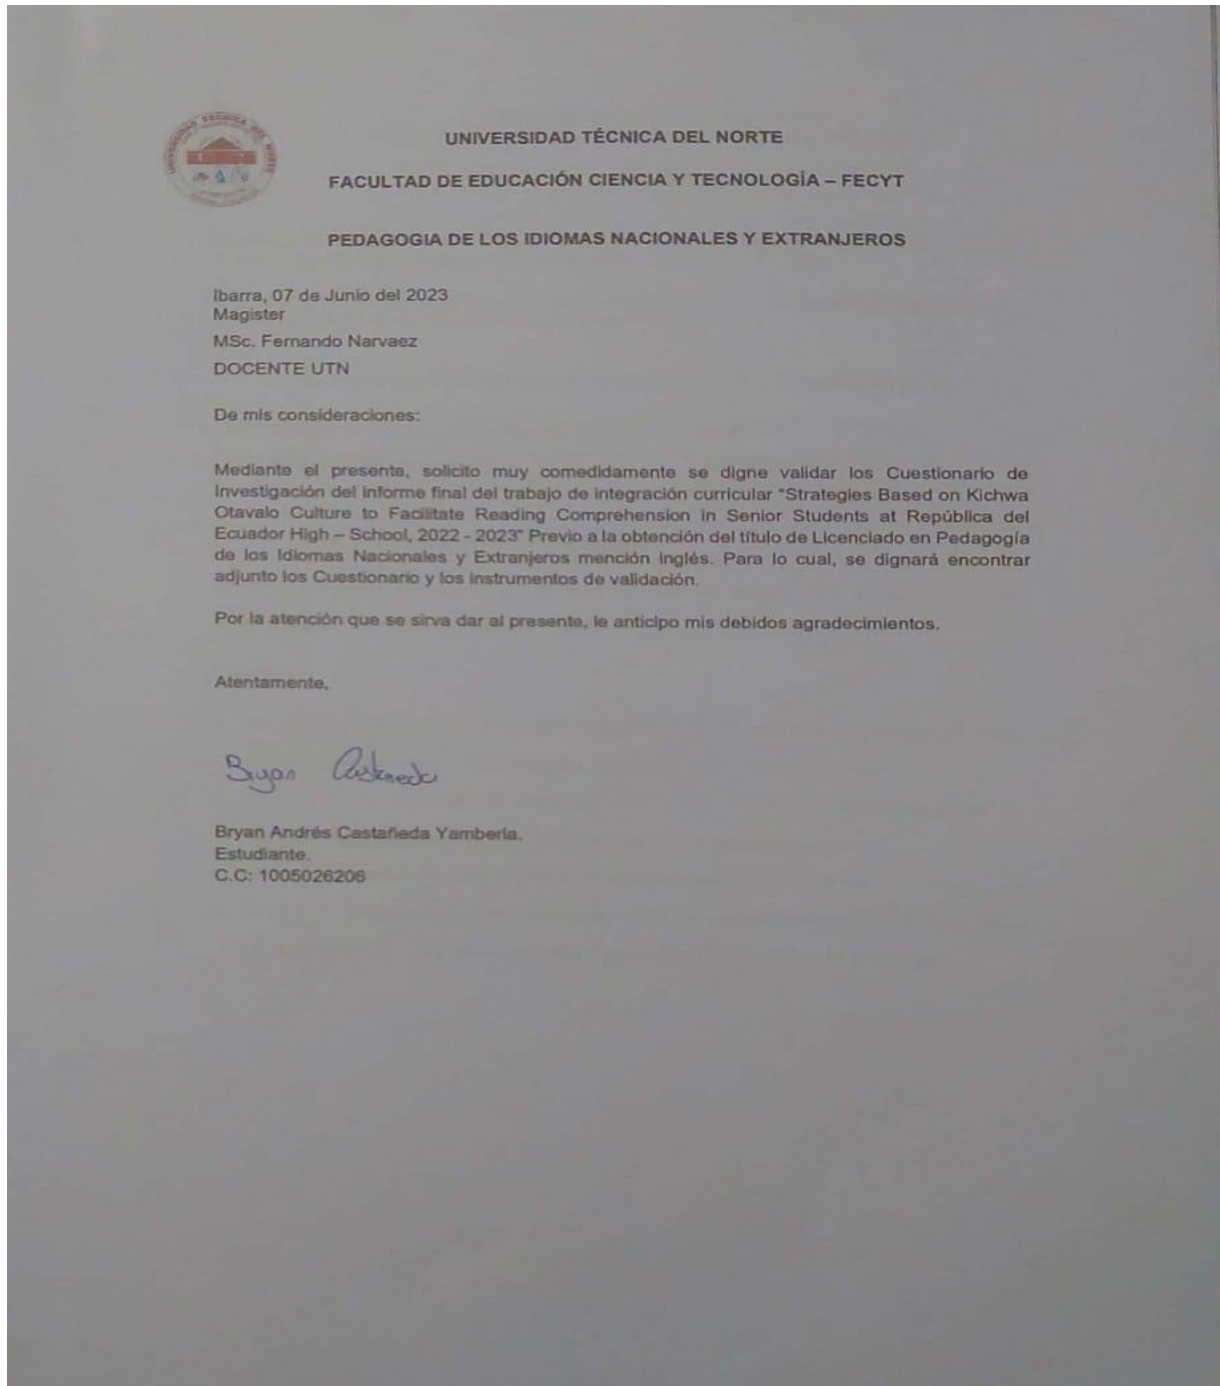 UNIVERSIDAD TÉCNICA DEL NORTE
FACULTAD DE EDUCACIÓN CIENCIA Y TECNOLOGÍA – FECYT
PEDAGOGIA DE LOS IDIOMAS NACIONALES Y EXTRANJEROS
Ibarra, 07 de Junio del 2023
Magister
MSc. Fernando Narvaez
DOCENTE UTN
De mis consideraciones:
Mediante el presente, solicito muy comedidamente se digne validar los Cuestionario de
Investigación del informe final del trabajo de integración curricular "Strategies Based on Kichwa
Otavalo Culture to Facilitate Reading Comprehension in Senior Students at República del
Ecuador High – School, 2022 - 2023" Previo a la obtención del título de Licenciado en Pedagogía
de los Idiomas Nacionales y Extranjeros mención Inglés. Para lo cual, se dignará encontrar
adjunto los Cuestionario y los instrumentos de validación.
Por la atención que se sirva dar al presente, le anticipo mis debidos agradecimientos.
Atentamente,
Bryan Castañeda
Bryan Andrés Castañeda Yamberla.
Estudiante.
C.C: 1005026206